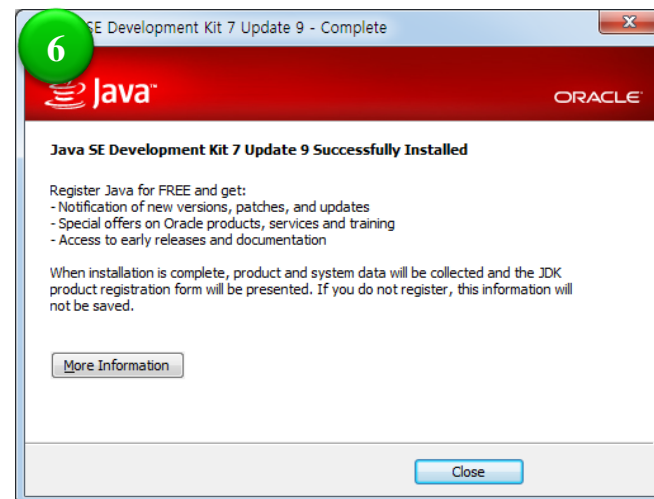 6
SE Development Kit 7 Update 9 - Complete
Java™
ORACLE
Java SE Development Kit 7 Update 9 Successfully Installed
Register Java for FREE and get:
- Notification of new versions, patches, and updates
- Special offers on Oracle products, services and training
- Access to early releases and documentation
When installation is complete, product and system data will be collected and the JDK
product registration form will be presented. If you do not register, this information will
not be saved.
More Information
Close